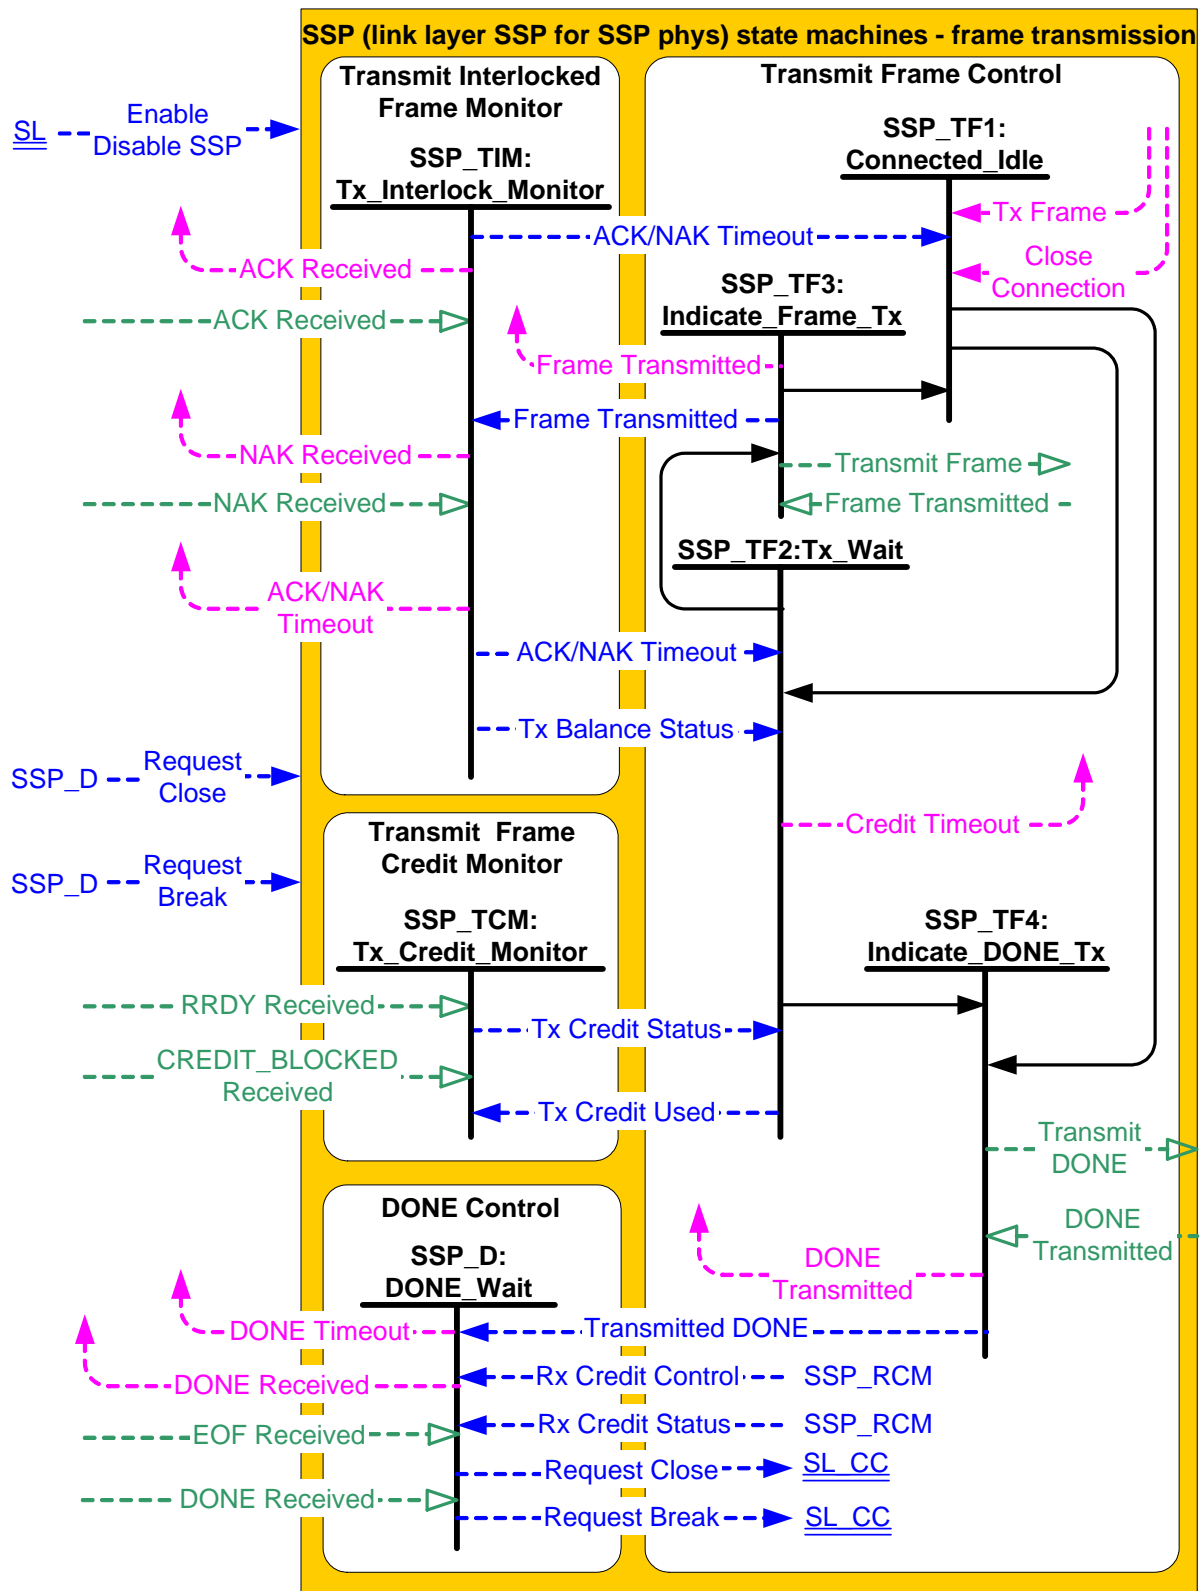 SSP (link layer SSP for SSP phys) state machines - frame transmission
Transmit Interlocked
Frame Monitor
Transmit Frame Control
SL
Enable
Disable SSP
SSP_TIM:
Tx_Interlock_Monitor
SSP_TF1:
Connected_Idle
Tx Frame
ACK/NAK Timeout
Close
Connection
ACK Received
SSP_TF3:
Indicate_Frame_Tx
ACK Received
Frame Transmitted
Frame Transmitted
NAK Received
Transmit Frame
NAK Received
Frame Transmitted
SSP_TF2:Tx_Wait
ACK/NAK
Timeout
ACK/NAK Timeout
Tx Balance Status
SSP_D
Request
Close
Credit Timeout
Transmit Frame
Credit Monitor
SSP_D
Request
Break
SSP_TCM:
Tx_Credit_Monitor
SSP_TF4:
Indicate_DONE_Tx
RRDY Received
Tx Credit Status
CREDIT_BLOCKED
Received
Tx Credit Used
Transmit
DONE
DONE Control
DONE
Transmitted
SSP_D:
DONE_Wait
DONE
Transmitted
DONE Timeout
Transmitted DONE
DONE Received
Rx Credit Control
SSP_RCM
EOF Received
Rx Credit Status
SSP_RCM
Request Close
SL_CC
DONE Received
Request Break
SL_CC